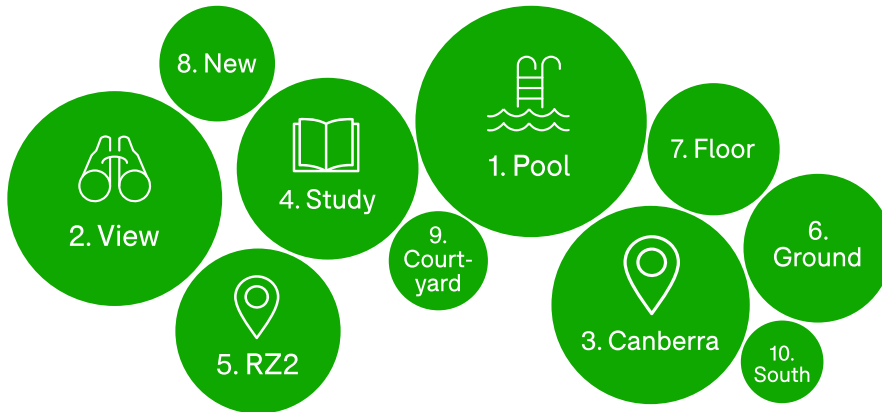 8. New
1. Pool
7. Floor
2. View
4. Study
9.
Court-
yard
6.
Ground
5. RZ2
3. Canberra
10.
South